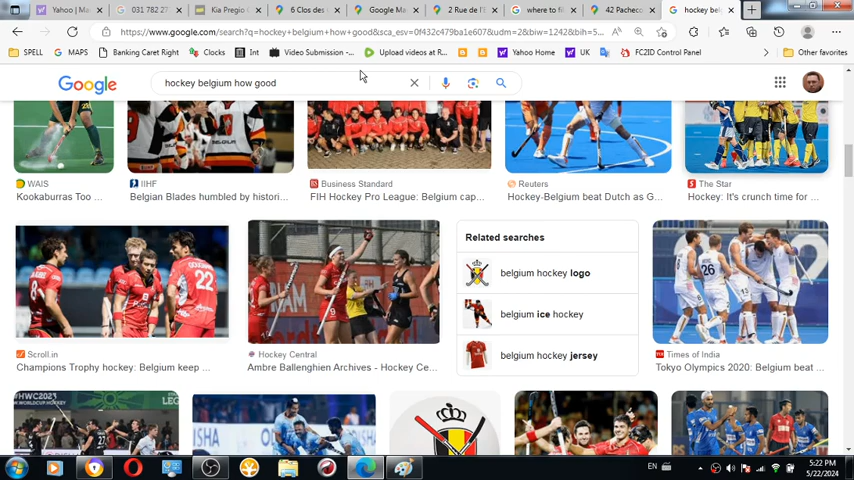 Yahoo | Ma
031 782 27
Kia Pregio C
6 Clos des
Google Ma
2 Rue de l'E
where to fi
42 Pacheco
hockey bel
https://www.google.com/search?q=hockey+belgium+how+good&sca_esv=0f432c479ba1e607&udm=2&biw=1242&bih=5...
SPELL
MAPS
Banking Caret Right
Clocks
Int
Video Submission -...
Upload videos at R...
Yahoo Home
UK
FC2ID Control Panel
Other favorites
Google
hockey belgium how good
WAIS
Kookaburras Too ...
IIHF
Belgian Blades humbled by histori...
Business Standard
FIH Hockey Pro League: Belgium cap...
Reuters
Hockey-Belgium beat Dutch as G...
The Star
Hockey: It's crunch time for ...
Related searches
belgium hockey logo
belgium ice hockey
belgium hockey jersey
Scroll.in
Champions Trophy hockey: Belgium keep ...
Hockey Central
Ambre Ballenghien Archives - Hockey Ce...
Times of India
Tokyo Olympics 2020: Belgium beat ...
EN
5:22 PM
5/22/2024